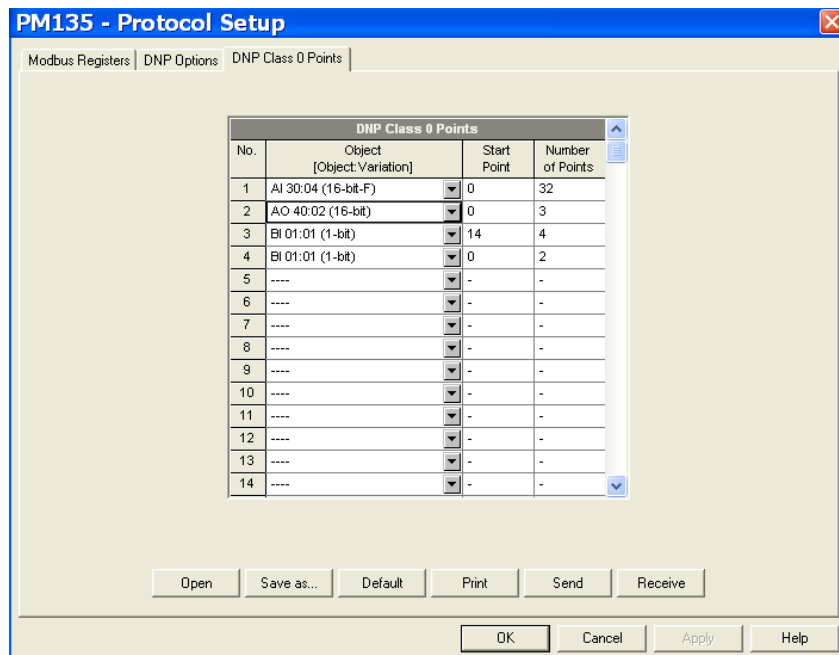 PM135 - Protocol Setup
Modbus Registers DNP Options DNP Class 0 Points
DNP Class 0 Points
No. Object [Object:Variation] Start Point Number of Points
1 AI 30:04 (16-bit-F) 0 32
2 AO 40:02 (16-bit) 0 3
3 BI 01:01 (1-bit) 14 4
4 BI 01:01 (1-bit) 0 2
5 ---- - -
6 ---- - -
7 ---- - -
8 ---- - -
9 ---- - -
10 ---- - -
11 ---- - -
12 ---- - -
13 ---- - -
14 ---- - -
Open Save as... Default Print Send Receive
OK Cancel Apply Help